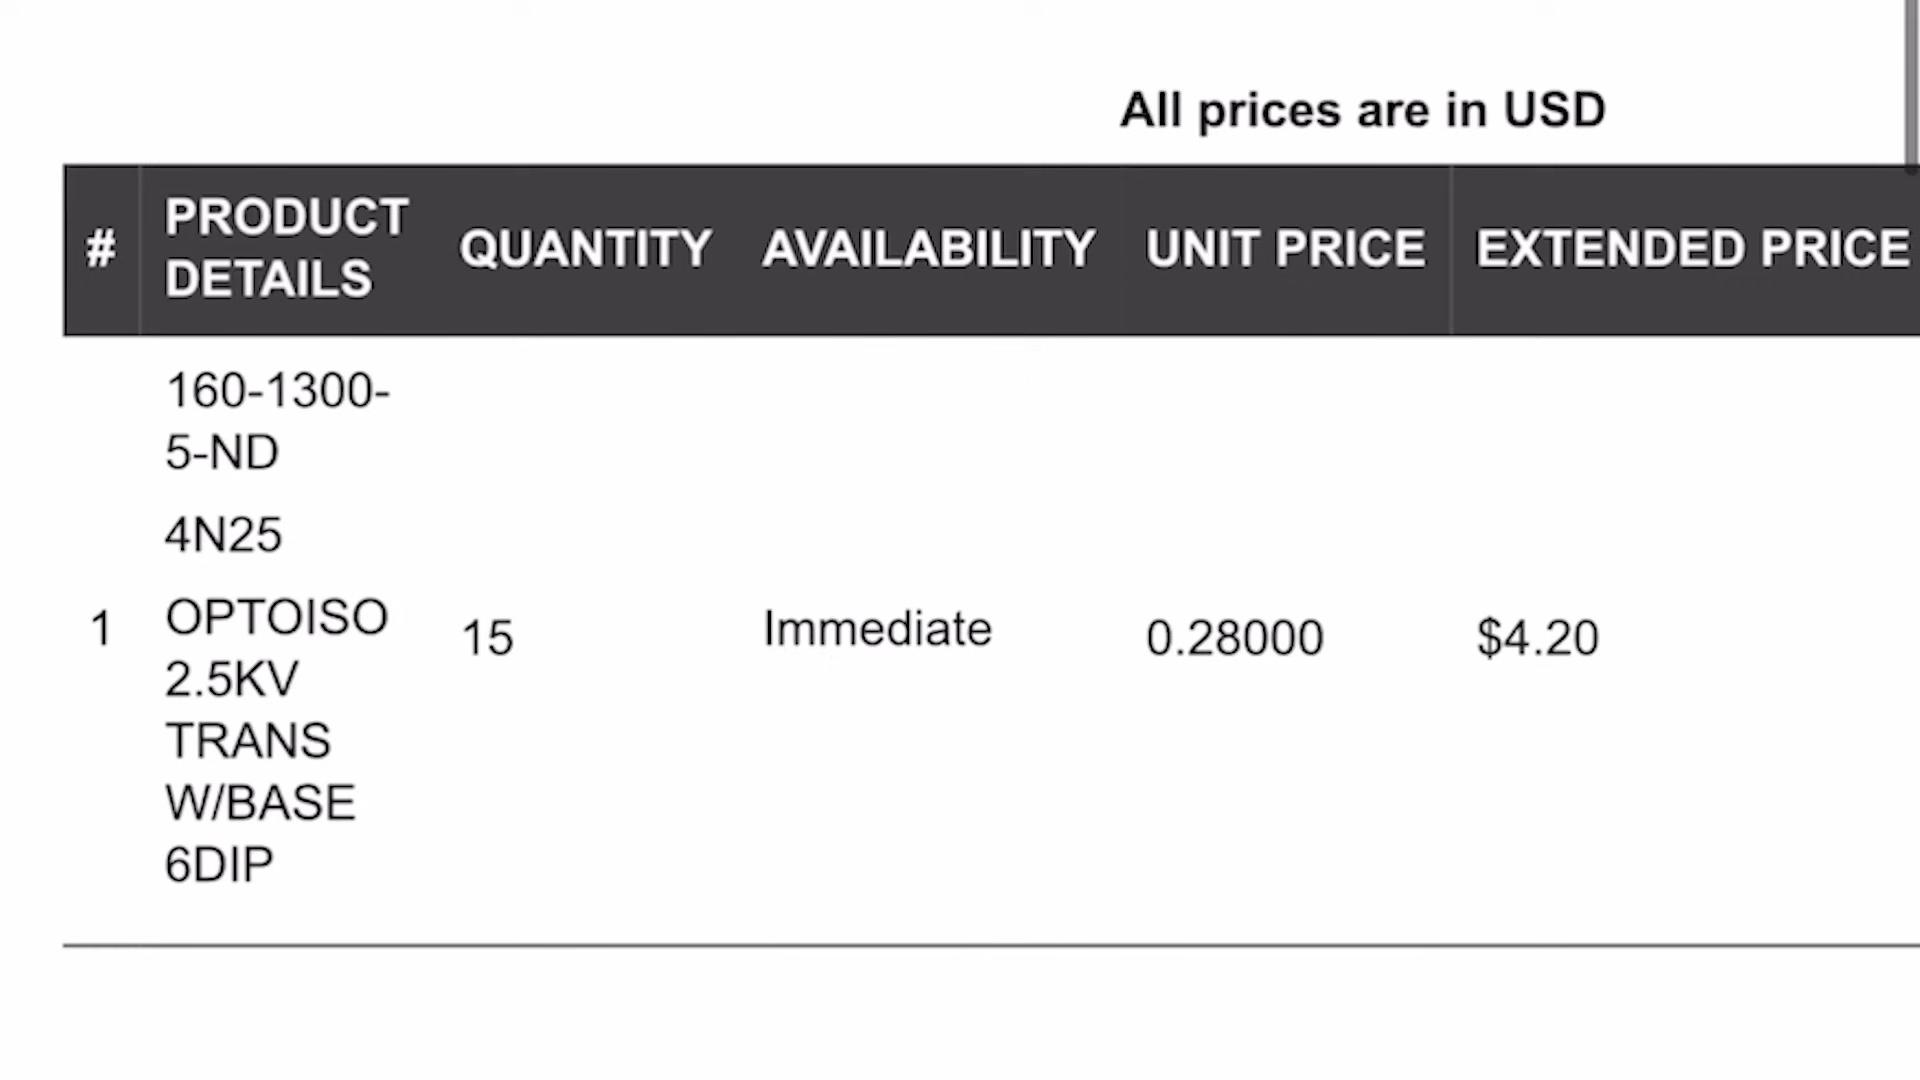 All prices are in USD
# PRODUCT DETAILS QUANTITY AVAILABILITY UNIT PRICE EXTENDED PRICE
160-1300-
5-ND
4N25
1 OPTOISO 15 Immediate 0.28000 $4.20
2.5KV
TRANS
W/BASE
6DIP